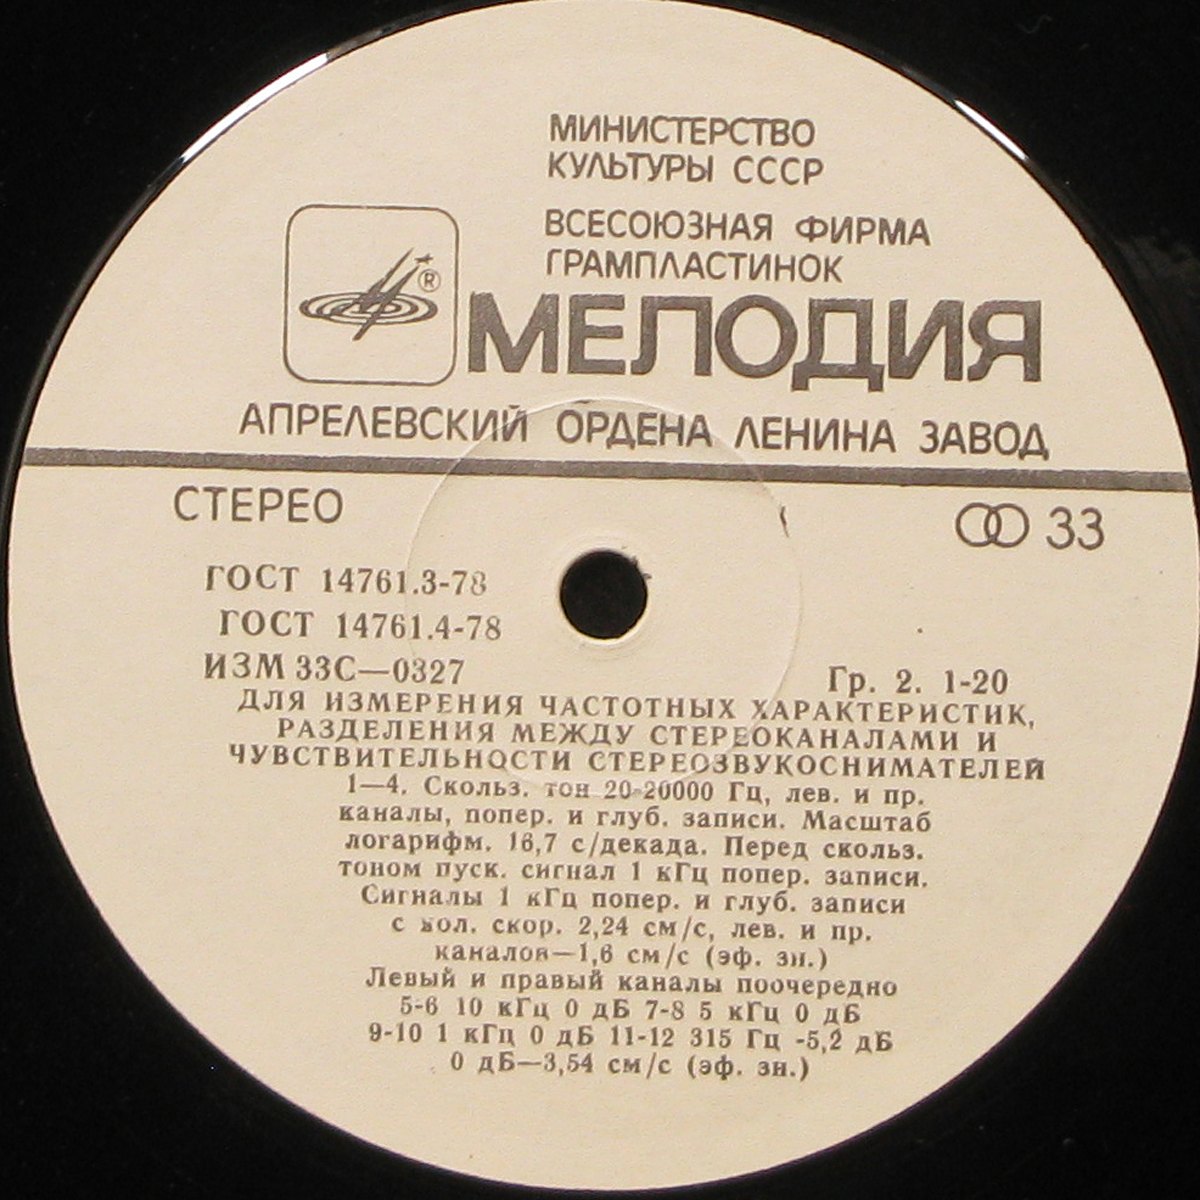 МИНИСТЕРСТВО
КУЛЬТУРЫ СССР
ВСЕСОЮЗНАЯ ФИРМА
ГРАМПЛАСТИНОК
®
МЕЛОДИЯ
АПРЕЛЕВСКИЙ ОРДЕНА ЛЕНИНА ЗАВОД
СТЕРЕО
33
ГОСТ 14761.3-78
ГОСТ 14761.4-78
ИЗМ 33С—0327
Гр. 2. 1-20
ДЛЯ ИЗМЕРЕНИЯ ЧАСТОТНЫХ ХАРАКТЕРИСТИК,
РАЗДЕЛЕНИЯ МЕЖДУ СТЕРЕОКАНАЛАМИ И
ЧУВСТВИТЕЛЬНОСТИ СТЕРЕОЗВУКОСНИМАТЕЛЕЙ
1—4. Скольз. тон 20-20000 Гц, лев. и пр.
каналы, попер. и глуб. записи. Масштаб
логарифм. 16,7 с/декада. Перед скольз.
тоном пуск. сигнал 1 кГц попер. записи.
Сигналы 1 кГц попер. и глуб. записи
с кол. скор. 2,24 см/с, лев. и пр.
каналов—1,6 см/с (эф. зн.)
Левый и правый каналы поочередно
5-6 10 кГц 0 дБ 7-8 5 кГц 0 дБ
9-10 1 кГц 0 дБ 11-12 315 Гц -5,2 дБ
0 дБ—3,54 см/с (эф. зн.)